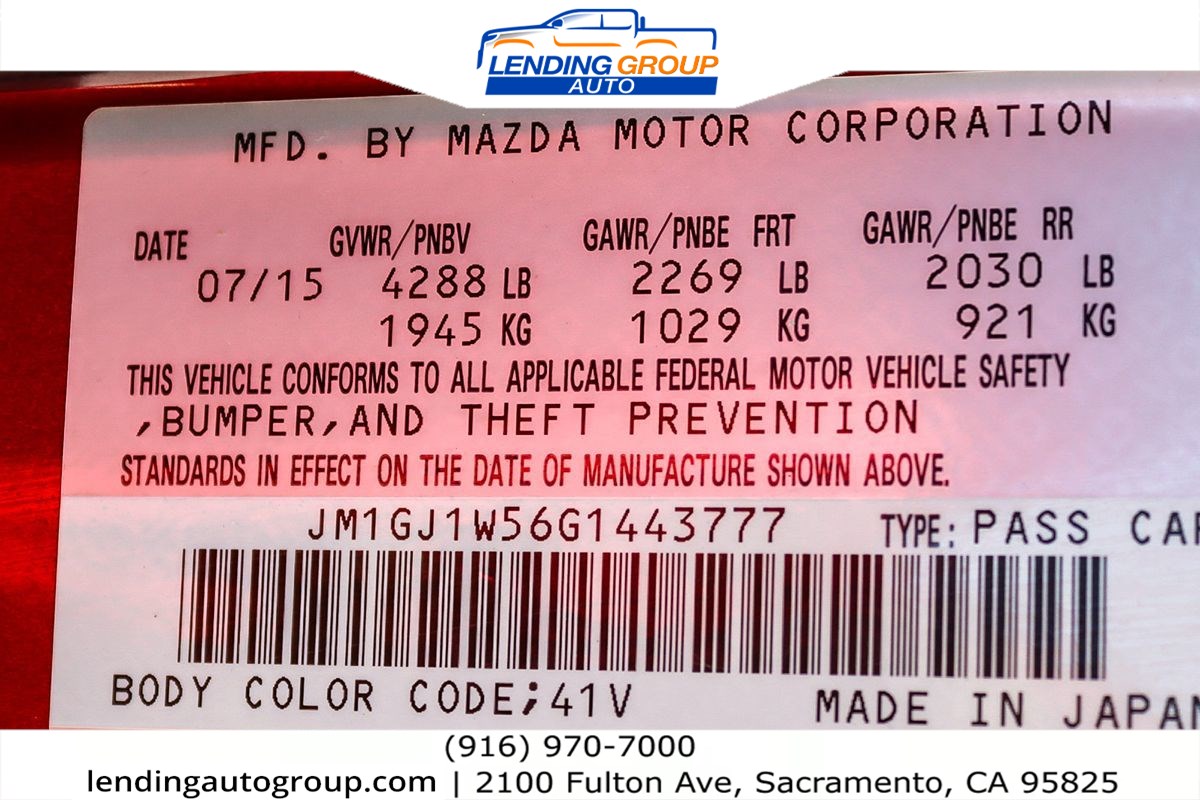 LENDING GROUP
AUTO
MFD. BY MAZDA MOTOR CORPORATION
DATE GVWR/PNBV GAWR/PNBE FRT GAWR/PNBE RR
07/15 4288 LB 2269 LB 2030 LB
1945 KG 1029 KG 921 KG
THIS VEHICLE CONFORMS TO ALL APPLICABLE FEDERAL MOTOR VEHICLE SAFETY
,BUMPER,AND THEFT PREVENTION
STANDARDS IN EFFECT ON THE DATE OF MANUFACTURE SHOWN ABOVE.
JM1GJ1W56G1443777 TYPE: PASS CAR
BODY COLOR CODE;41V MADE IN JAPAN
(916) 970-7000
lendingautogroup.com | 2100 Fulton Ave, Sacramento, CA 95825